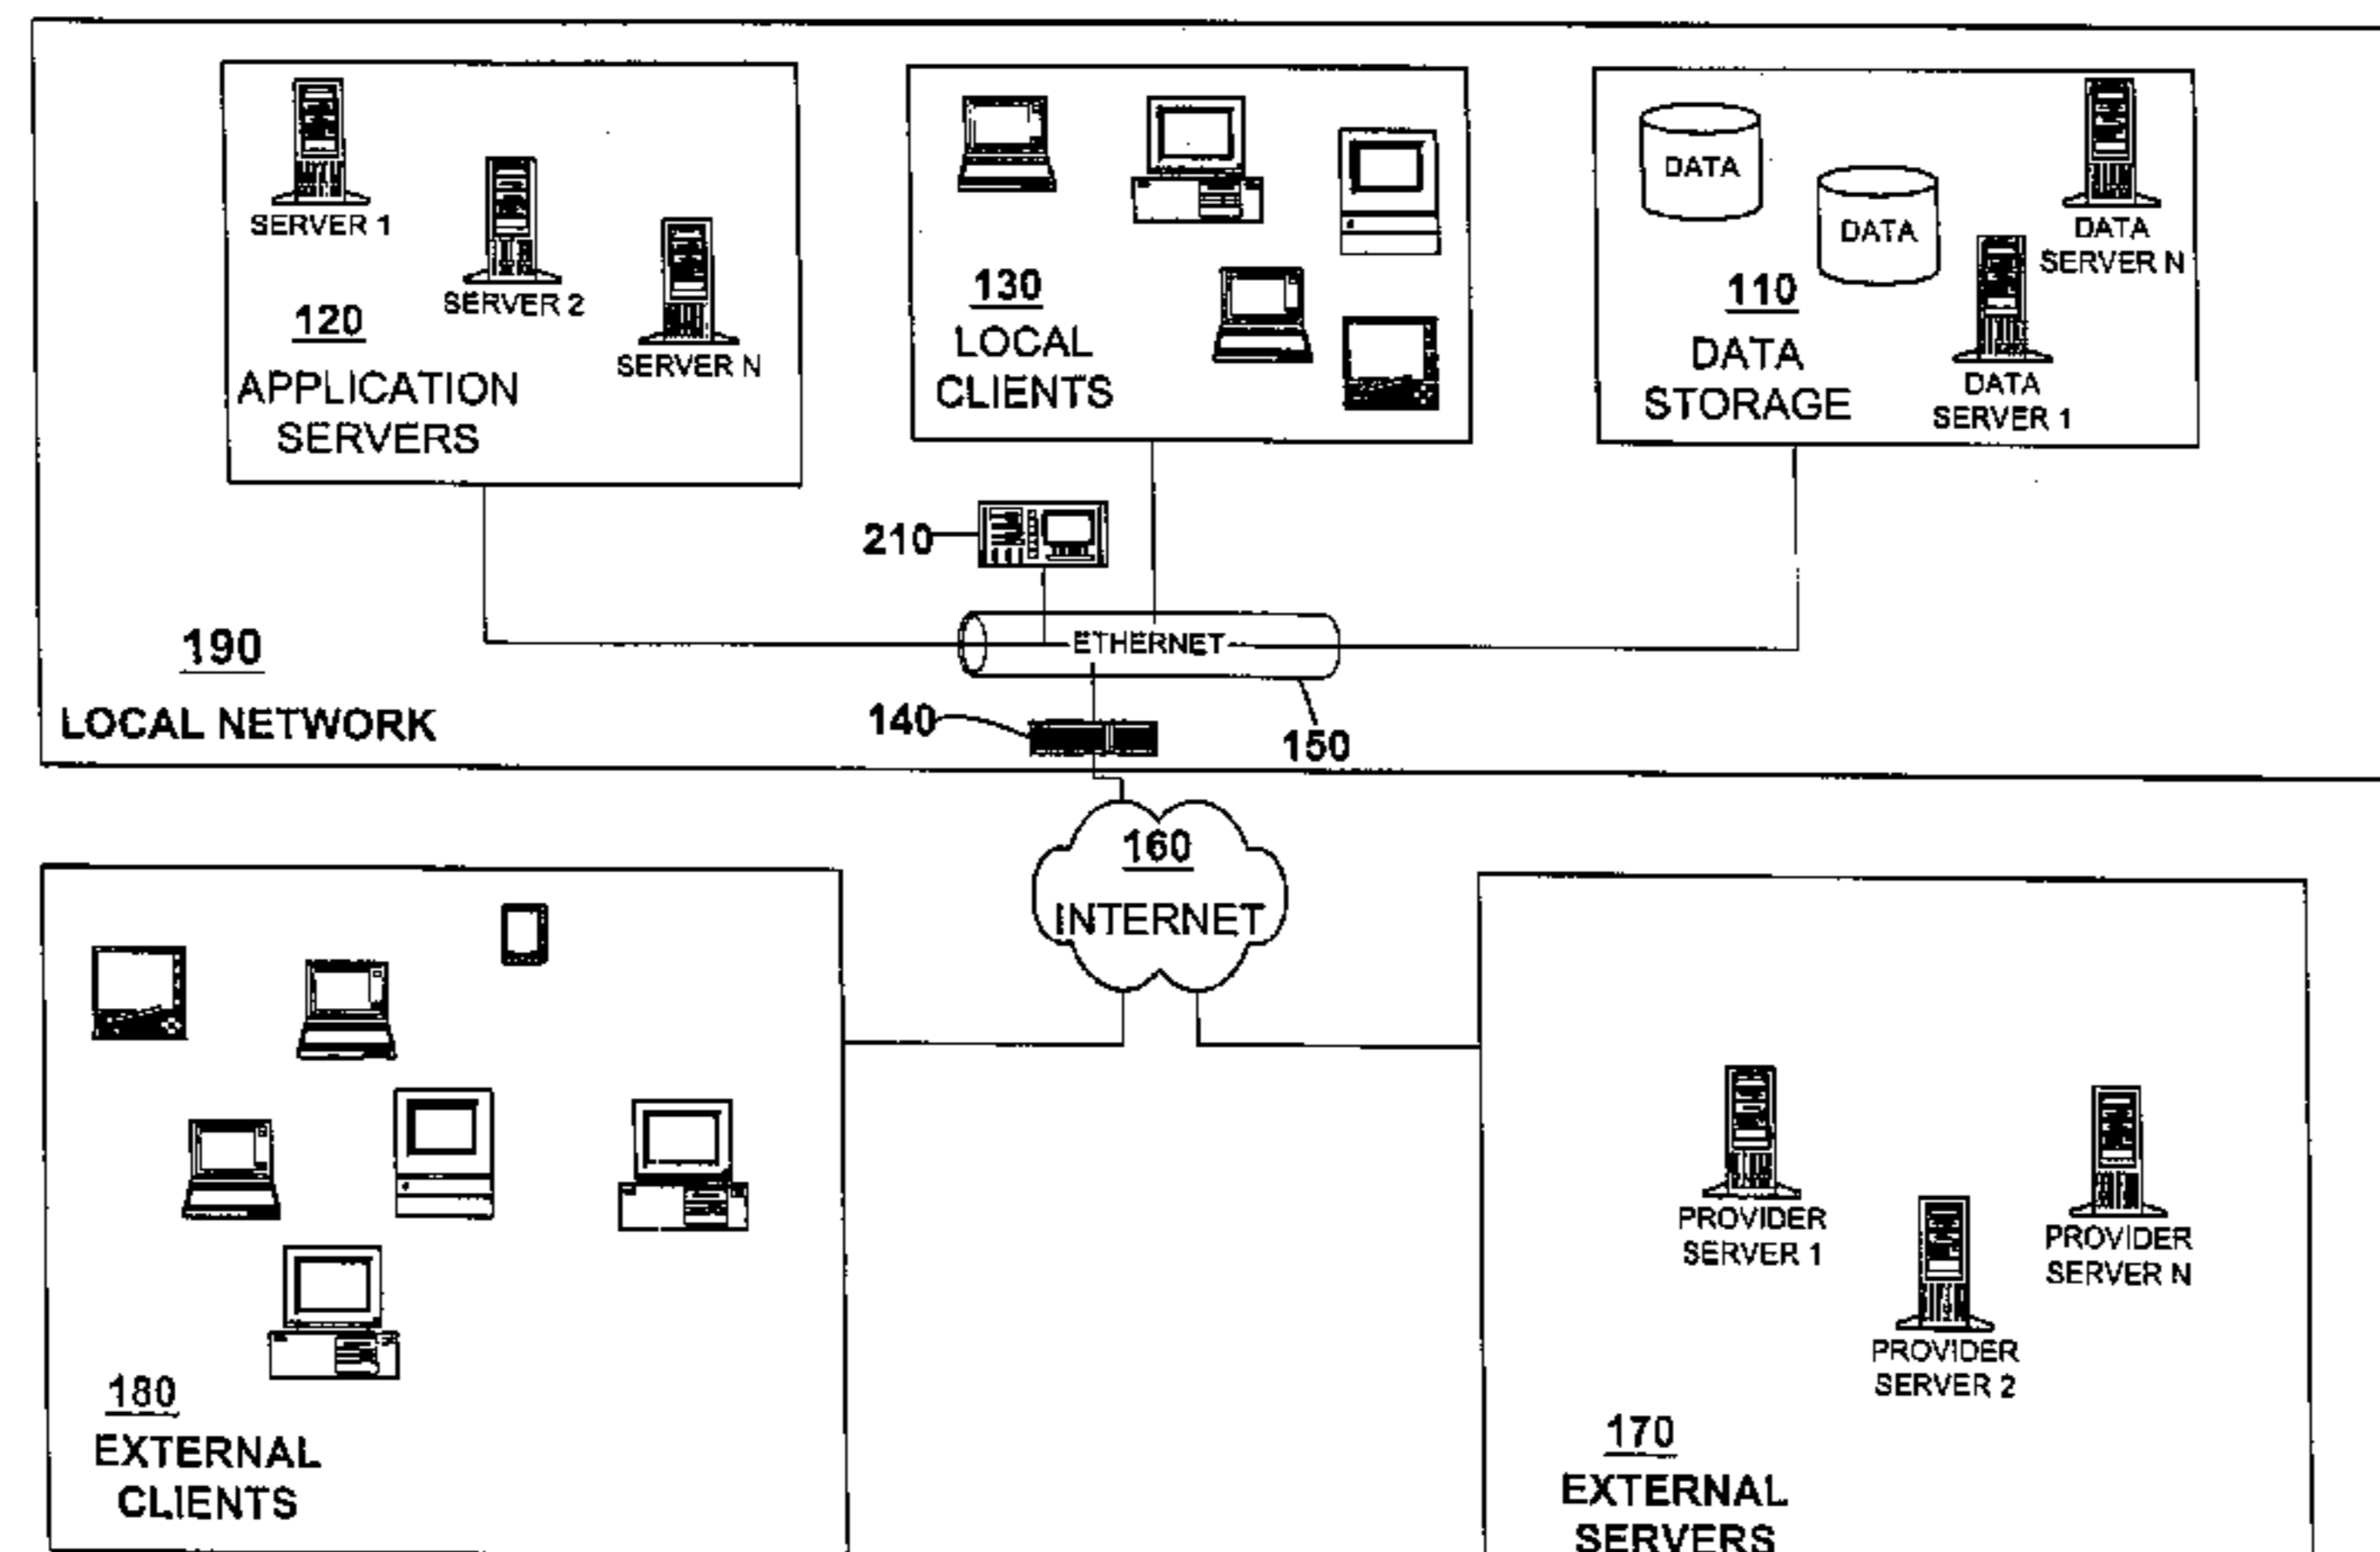 SERVER 1
SERVER 2
SERVER N
120
APPLICATION
SERVERS
130
LOCAL
CLIENTS
DATA
DATA
DATA
SERVER N
110
DATA
STORAGE
DATA
SERVER 1
210
ETHERNET
190
LOCAL NETWORK
140
150
160
INTERNET
180
EXTERNAL
CLIENTS
PROVIDER
SERVER 1
PROVIDER
SERVER N
PROVIDER
SERVER 2
170
EXTERNAL
SERVERS